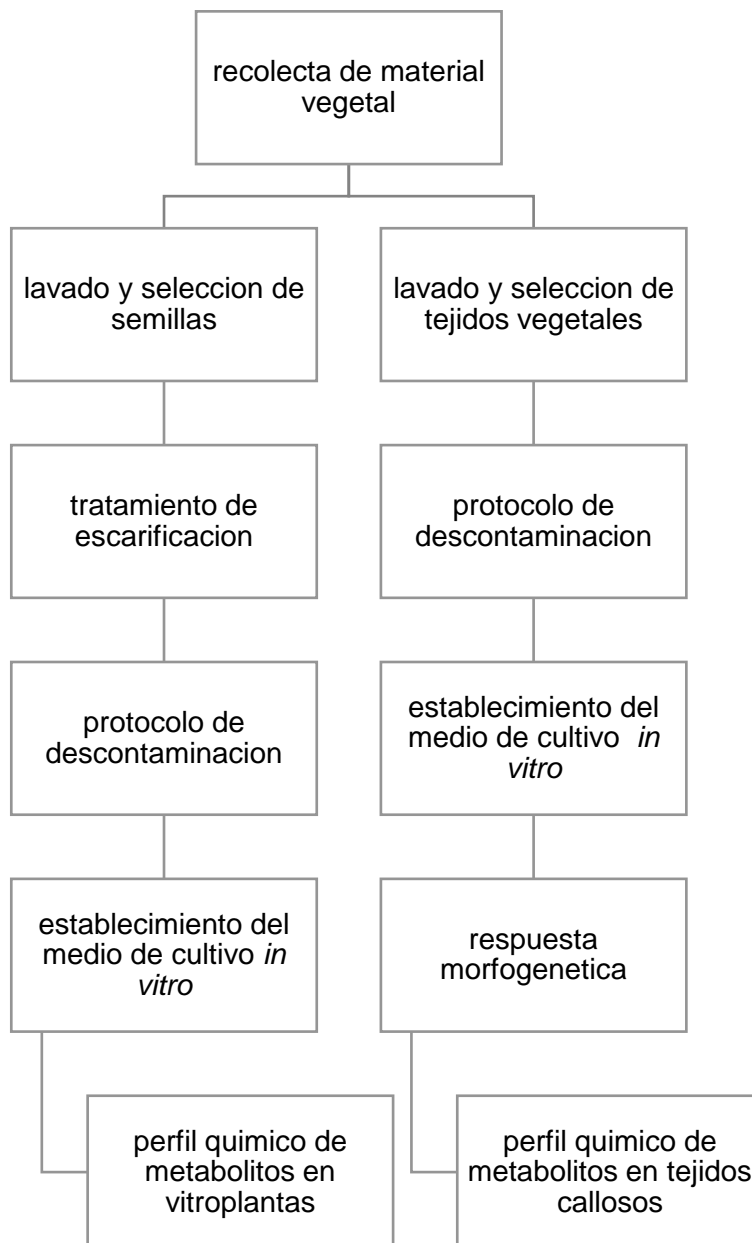 recolecta de material
vegetal
lavado y seleccion de
semillas
lavado y seleccion de
tejidos vegetales
tratamiento de
escarificacion
protocolo de
descontaminacion
protocolo de
descontaminacion
establecimiento del
medio de cultivo in
vitro
establecimiento del
medio de cultivo in
vitro
respuesta
morfogenetica
perfil quimico de
metabolitos en
vitroplantas
perfil quimico de
metabolitos en tejidos
callosos